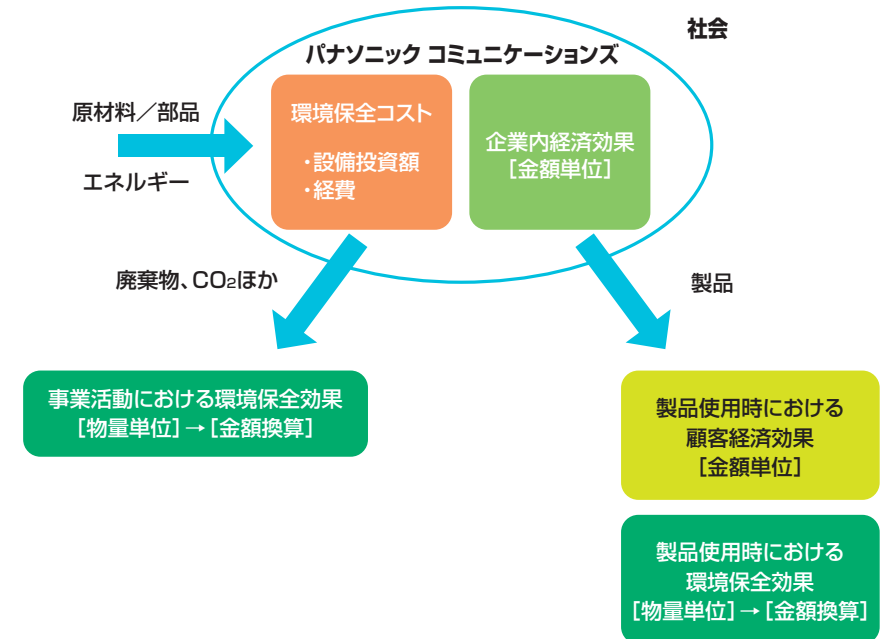 社会
パナソニック コミュニケーションズ
原材料／部品
エネルギー
環境保全コスト
・設備投資額
・経費
企業内経済効果
［金額単位］
廃棄物、CO₂ほか
製品
事業活動における環境保全効果
［物量単位］→［金額換算］
製品使用時における
顧客経済効果
［金額単位］
製品使用時における
環境保全効果
［物量単位］→［金額換算］